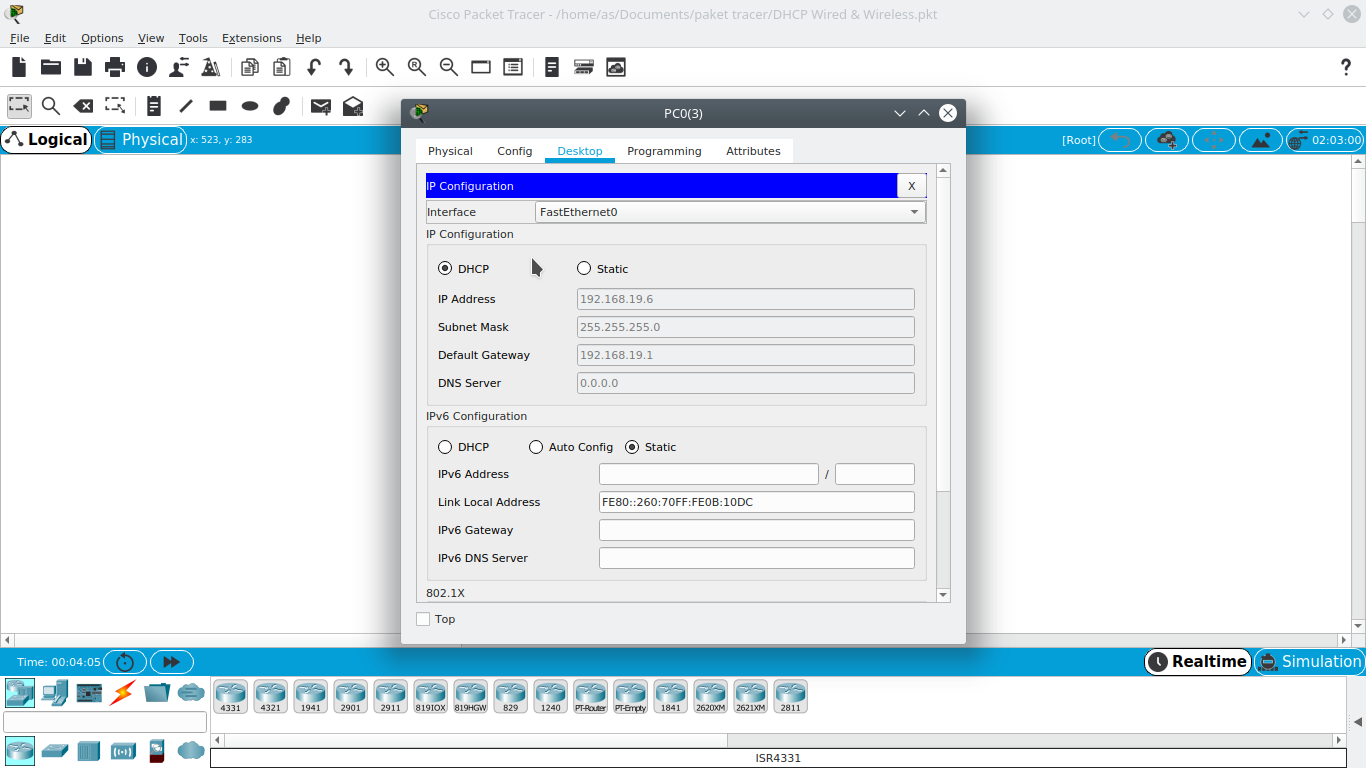 Cisco Packet Tracer - /home/as/Documents/paket tracer/DHCP Wired & Wireless.pkt
File Edit Options View Tools Extensions Help
?
Logical Physical x: 523, y: 283 [Root] 02:03:00
PC0(3)
Physical Config Desktop Programming Attributes
IP Configuration X
Interface FastEthernet0
IP Configuration
DHCP Static
IP Address 192.168.19.6
Subnet Mask 255.255.255.0
Default Gateway 192.168.19.1
DNS Server 0.0.0.0
IPv6 Configuration
DHCP Auto Config Static
IPv6 Address /
Link Local Address FE80::260:70FF:FE0B:10DC
IPv6 Gateway
IPv6 DNS Server
802.1X
Top
Time: 00:04:05 Realtime Simulation
4331 4321 1941 2901 2911 819IOX 819HGW 829 1240 PT-Router PT-Empty 1841 2620XM 2621XM 2811
ISR4331